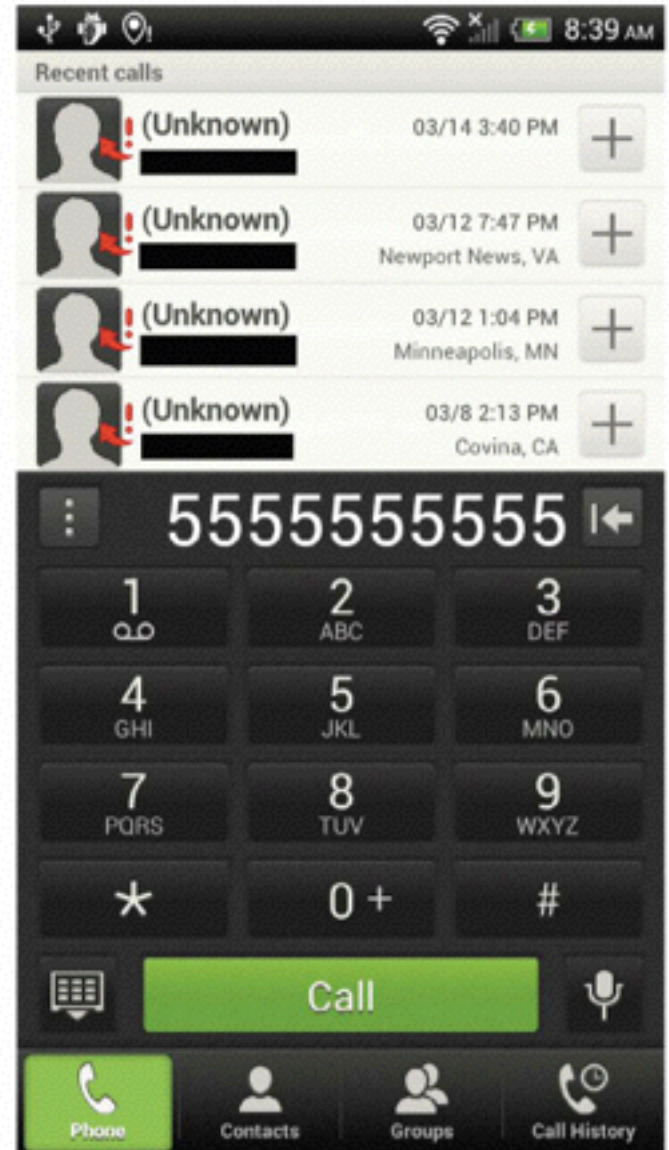 8:39 AM
Recent calls
(Unknown) 03/14 3:40 PM
(Unknown) 03/12 7:47 PM
Newport News, VA
(Unknown) 03/12 1:04 PM
Minneapolis, MN
(Unknown) 03/8 2:13 PM
Covina, CA
5555555555
1 2 3
ABC DEF
4 5 6
GHI JKL MNO
7 8 9
PQRS TUV WXYZ
* 0 + #
Call
Phone Contacts Groups Call History